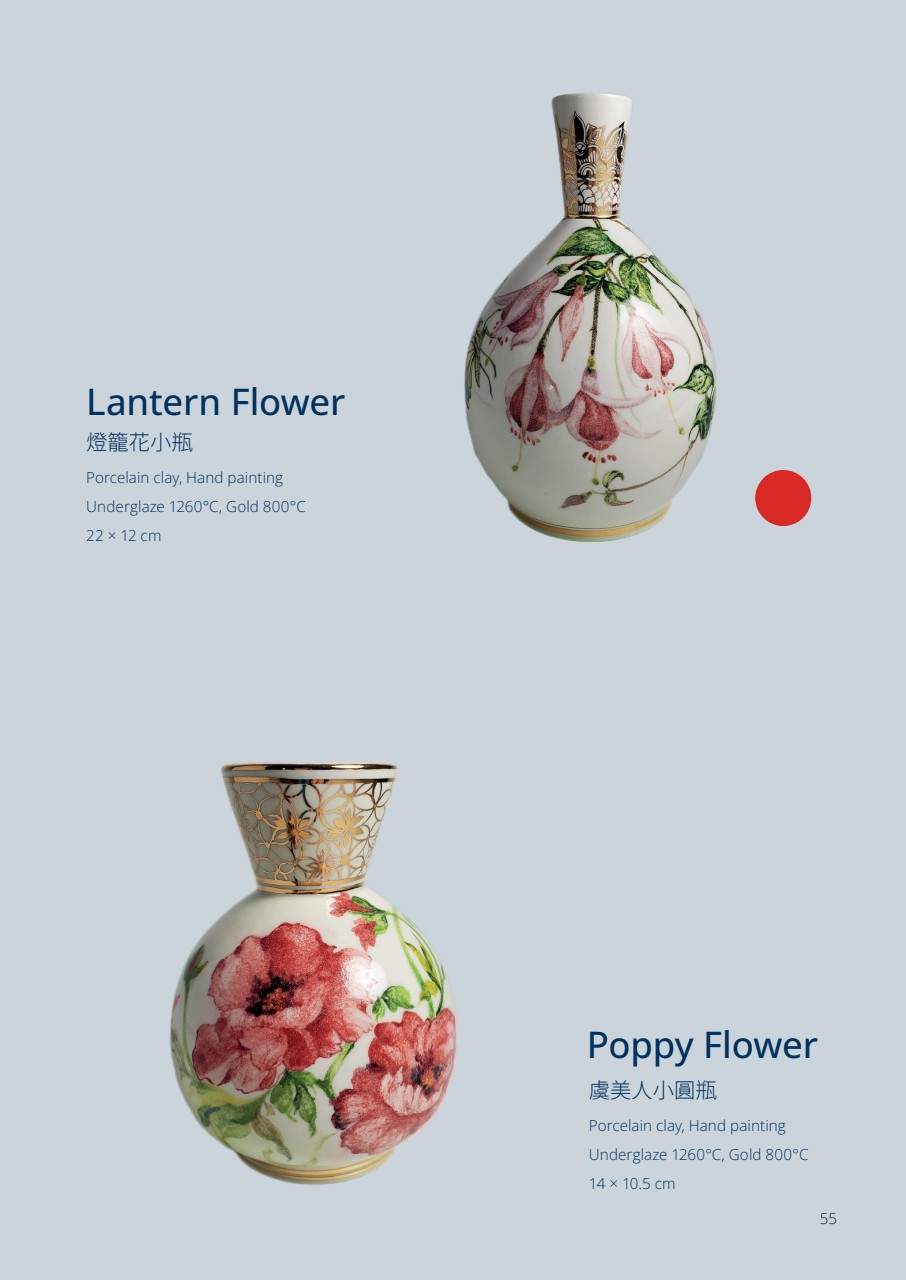 Lantern Flower
燈籠花小瓶
Porcelain clay, Hand painting
Underglaze 1260°C, Gold 800°C
22 × 12 cm
Poppy Flower
虞美人小圓瓶
Porcelain clay, Hand painting
Underglaze 1260°C, Gold 800°C
14 × 10.5 cm
55